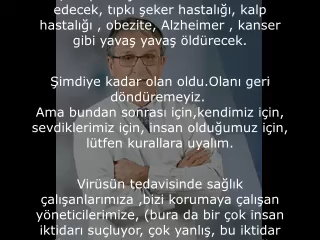 edecek, tıpkı şeker hastalığı, kalp
hastalığı , obezite, Alzheimer , kanser
gibi yavaş yavaş öldürecek.
Şimdiye kadar olan oldu.Olanı geri
döndüremeyiz.
Ama bundan sonrası için,kendimiz için,
sevdiklerimiz için, insan olduğumuz için,
lütfen kurallara uyalım.
Virüsün tedavisinde sağlık
çalışanlarımıza ,bizi korumaya çalışan
yöneticilerimize, (bura da bir çok insan
iktidarı suçluyor, çok yanlış, bu iktidar